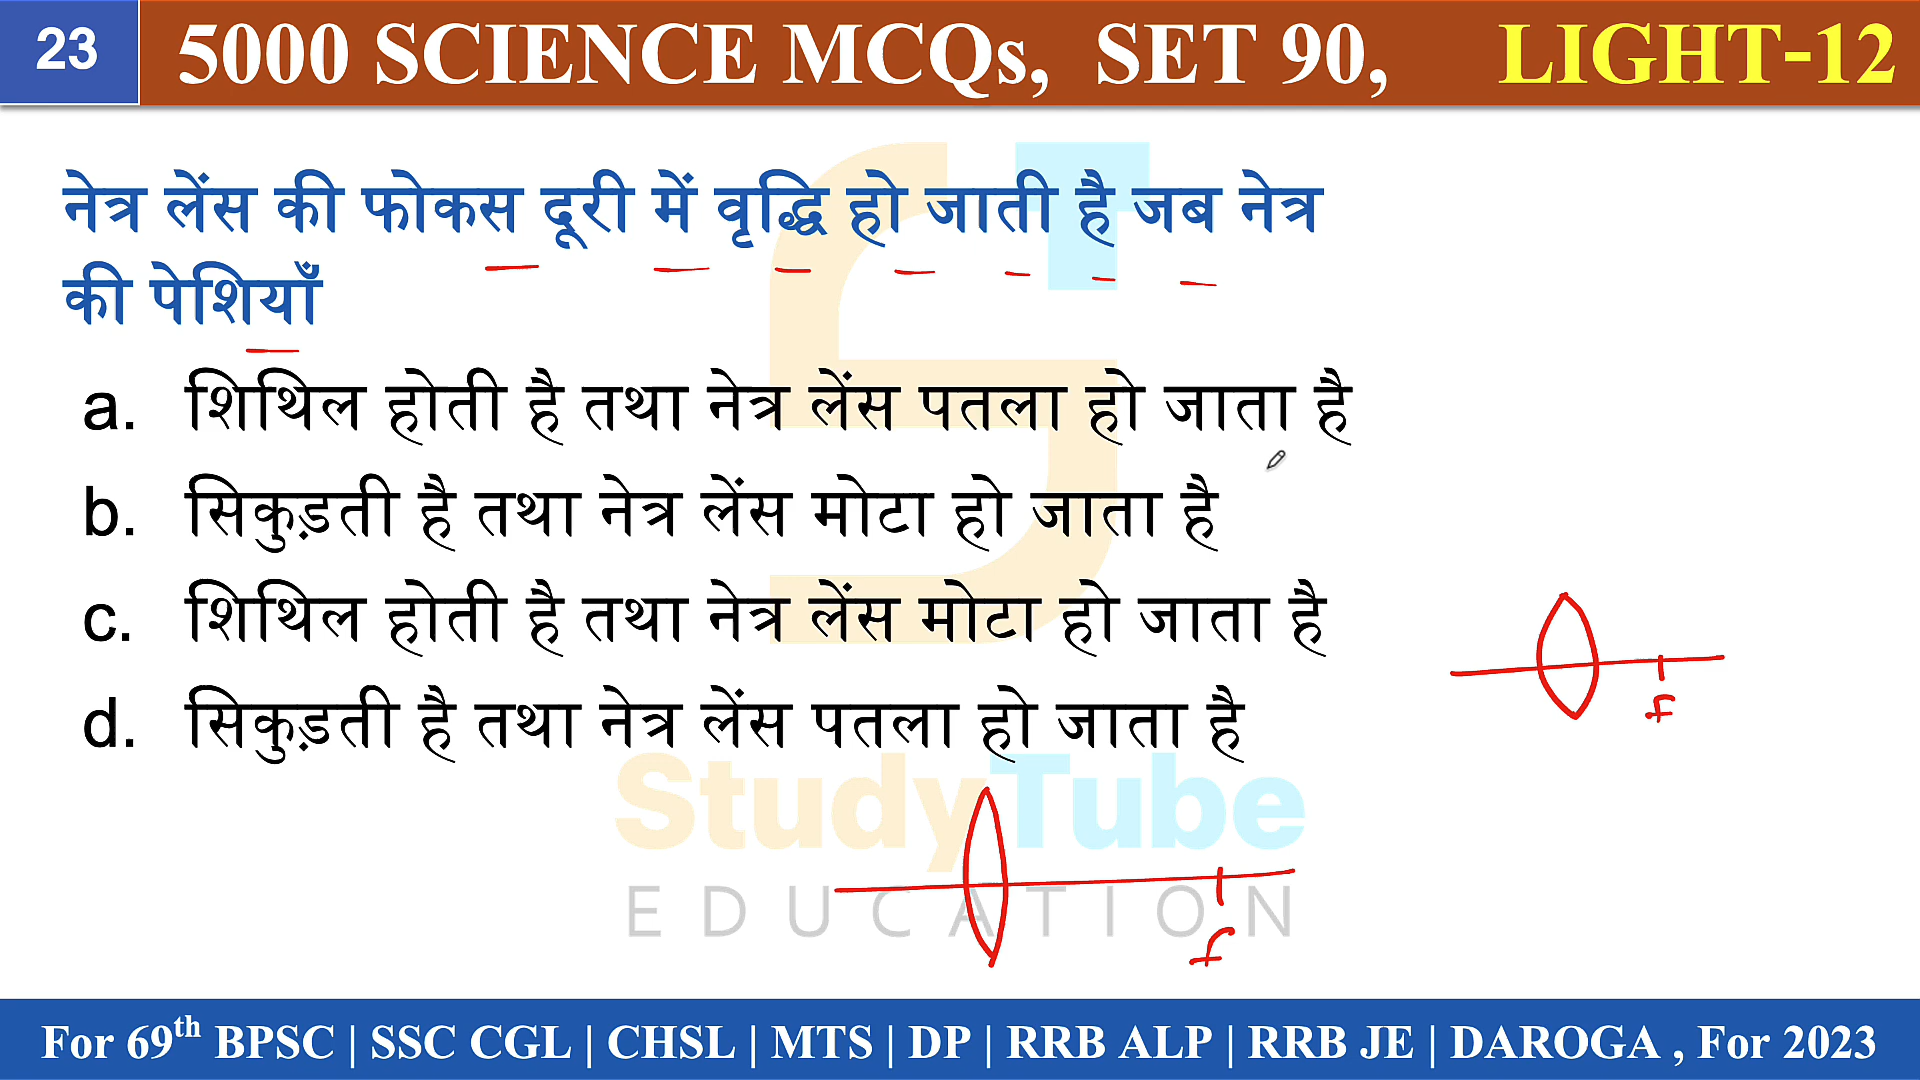 23 5000 SCIENCE MCQs, SET 90, LIGHT-12
नेत्र लेंस की फोकस दूरी में वृद्धि हो जाती है जब नेत्र
की पेशियाँ
a. शिथिल होती है तथा नेत्र लेंस पतला हो जाता है
b. सिकुड़ती है तथा नेत्र लेंस मोटा हो जाता है
c. शिथिल होती है तथा नेत्र लेंस मोटा हो जाता है
d. सिकुड़ती है तथा नेत्र लेंस पतला हो जाता है
f
StudyTube
EDUCATION
f
For 69th BPSC | SSC CGL | CHSL | MTS | DP | RRB ALP | RRB JE | DAROGA , For 2023